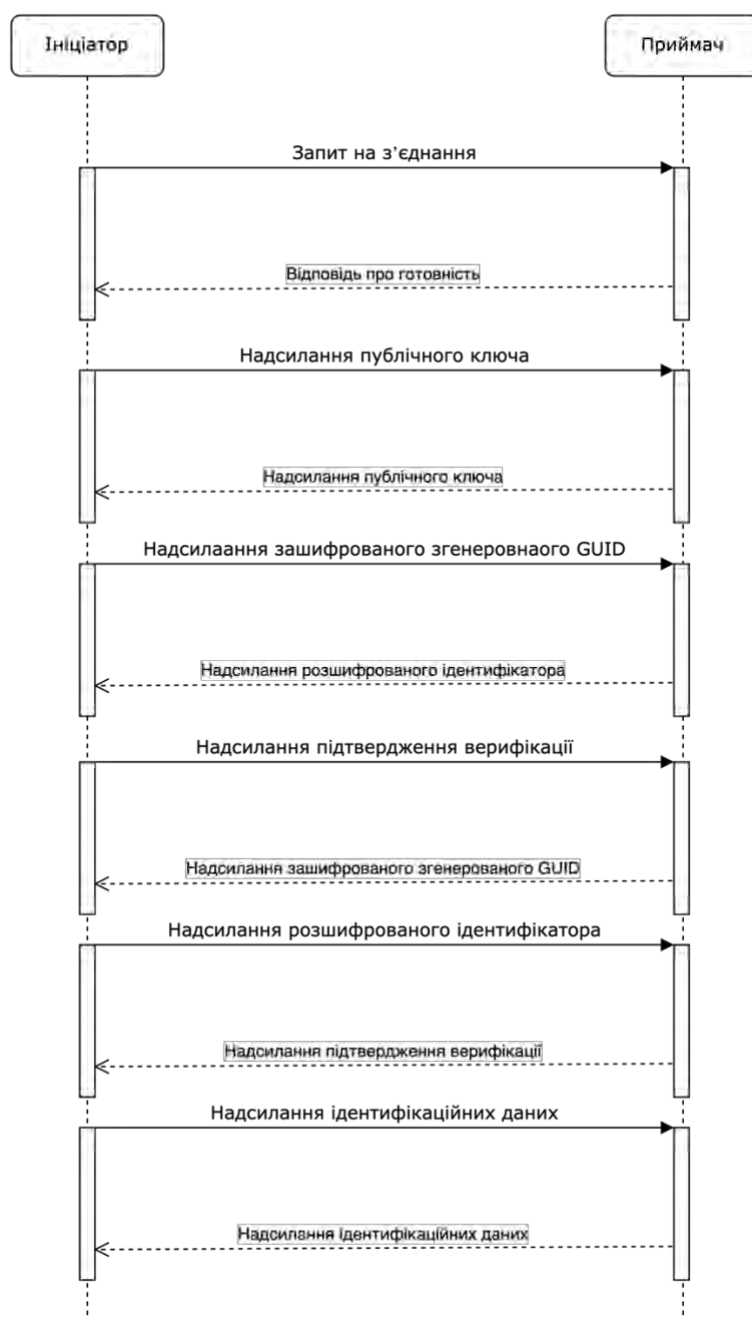 Ініціатор
Приймач
Запит на з’єднання
Відповідь про готовність
Надсилання публічного ключа
Надсилання публічного ключа
Надсилаання зашифрованого згенеровнаого GUID
Надсилання розшифрованого ідентифікатора
Надсилання підтвердження верифікації
Надсилання зашифрованого згенерованого GUID
Надсилання розшифрованого ідентифікатора
Надсилання підтвердження верифікації
Надсилання ідентифікаційних даних
Надсилання ідентифікаційних даних